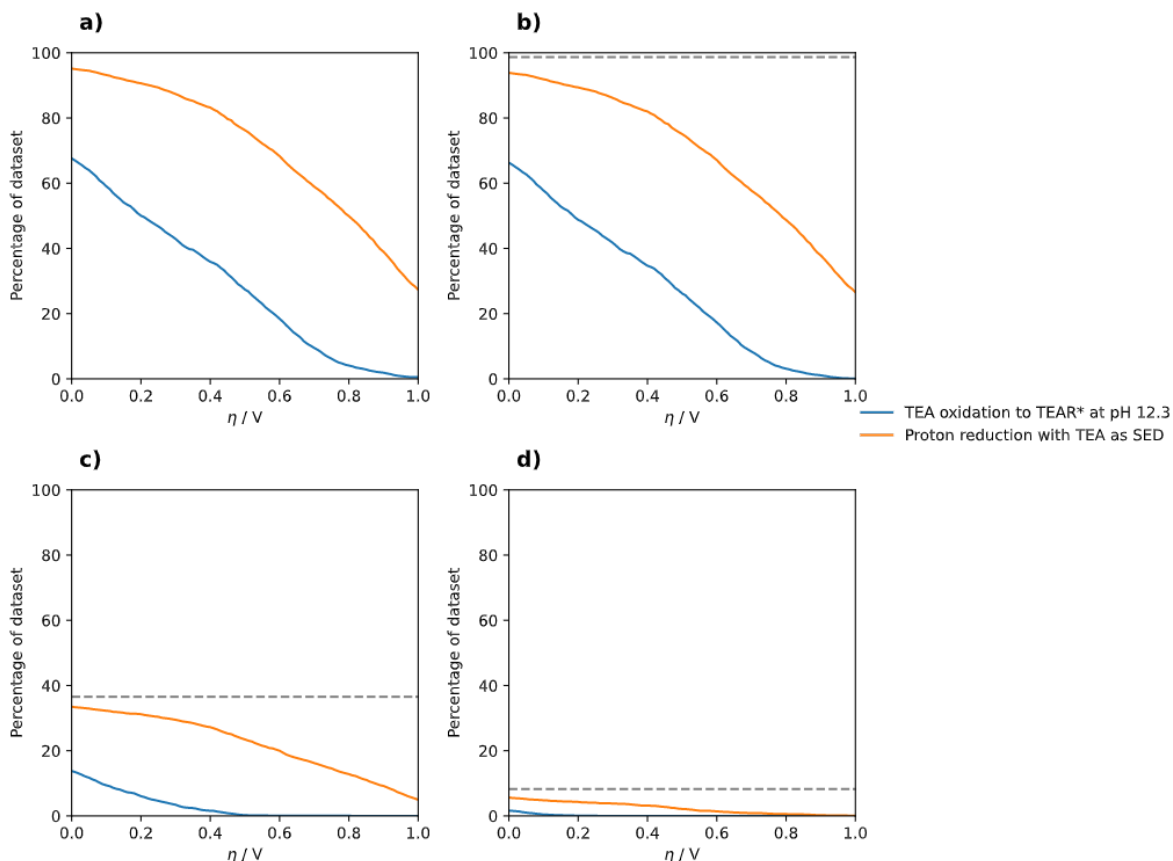 a)
100
80
60
40
20
0
Percentage of dataset
0.0 0.2 0.4 0.6 0.8 1.0
η / V
b)
100
80
60
40
20
0
Percentage of dataset
0.0 0.2 0.4 0.6 0.8 1.0
η / V
TEA oxidation to TEAR* at pH 12.3
Proton reduction with TEA as SED
c)
100
80
60
40
20
0
Percentage of dataset
0.0 0.2 0.4 0.6 0.8 1.0
η / V
d)
100
80
60
40
20
0
Percentage of dataset
0.0 0.2 0.4 0.6 0.8 1.0
η / V